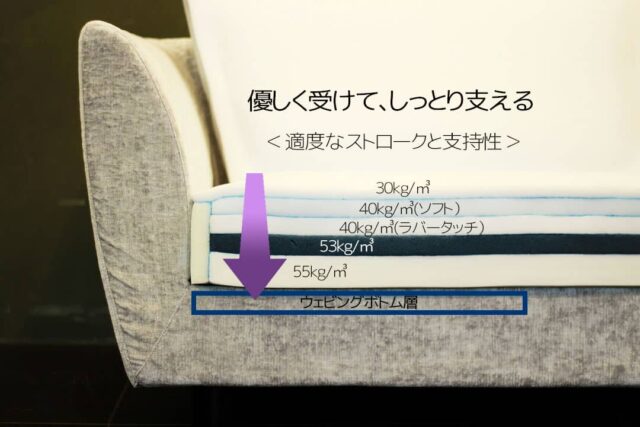 優しく受けて、しっとり支える
＜適度なストロークと支持性＞
30kg/㎥
40kg/㎥(ソフト)
40kg/㎥(ラバータッチ)
53kg/㎥
55kg/㎥
ウェビングボトム層